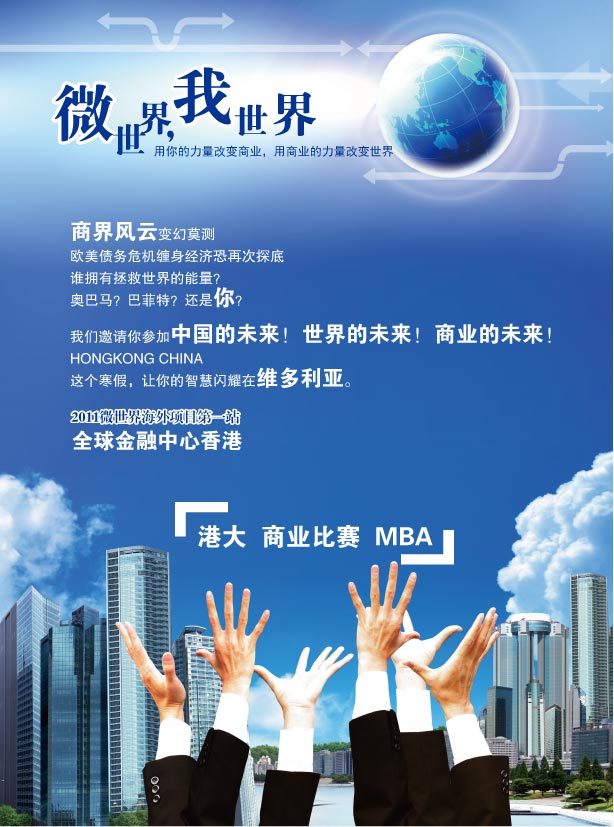 微世界,我世界
用你的力量改变商业，用商业的力量改变世界
商界风云变幻莫测
欧美债务危机缠身经济恐再次探底
谁拥有拯救世界的能量？
奥巴马？巴菲特？还是你？
我们邀请你参加中国的未来！世界的未来！商业的未来！
HONGKONG CHINA
这个寒假，让你的智慧闪耀在维多利亚。
2011微世界海外项目第一站
全球金融中心香港
港大 商业比赛 MBA